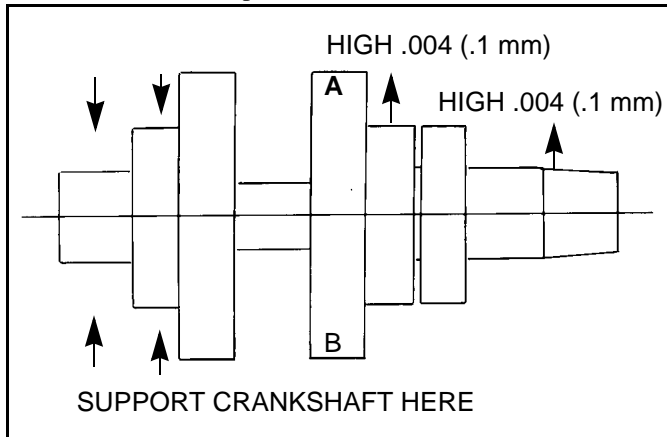 HIGH .004 (.1 mm)
A
HIGH .004 (.1 mm)
B
SUPPORT CRANKSHAFT HERE